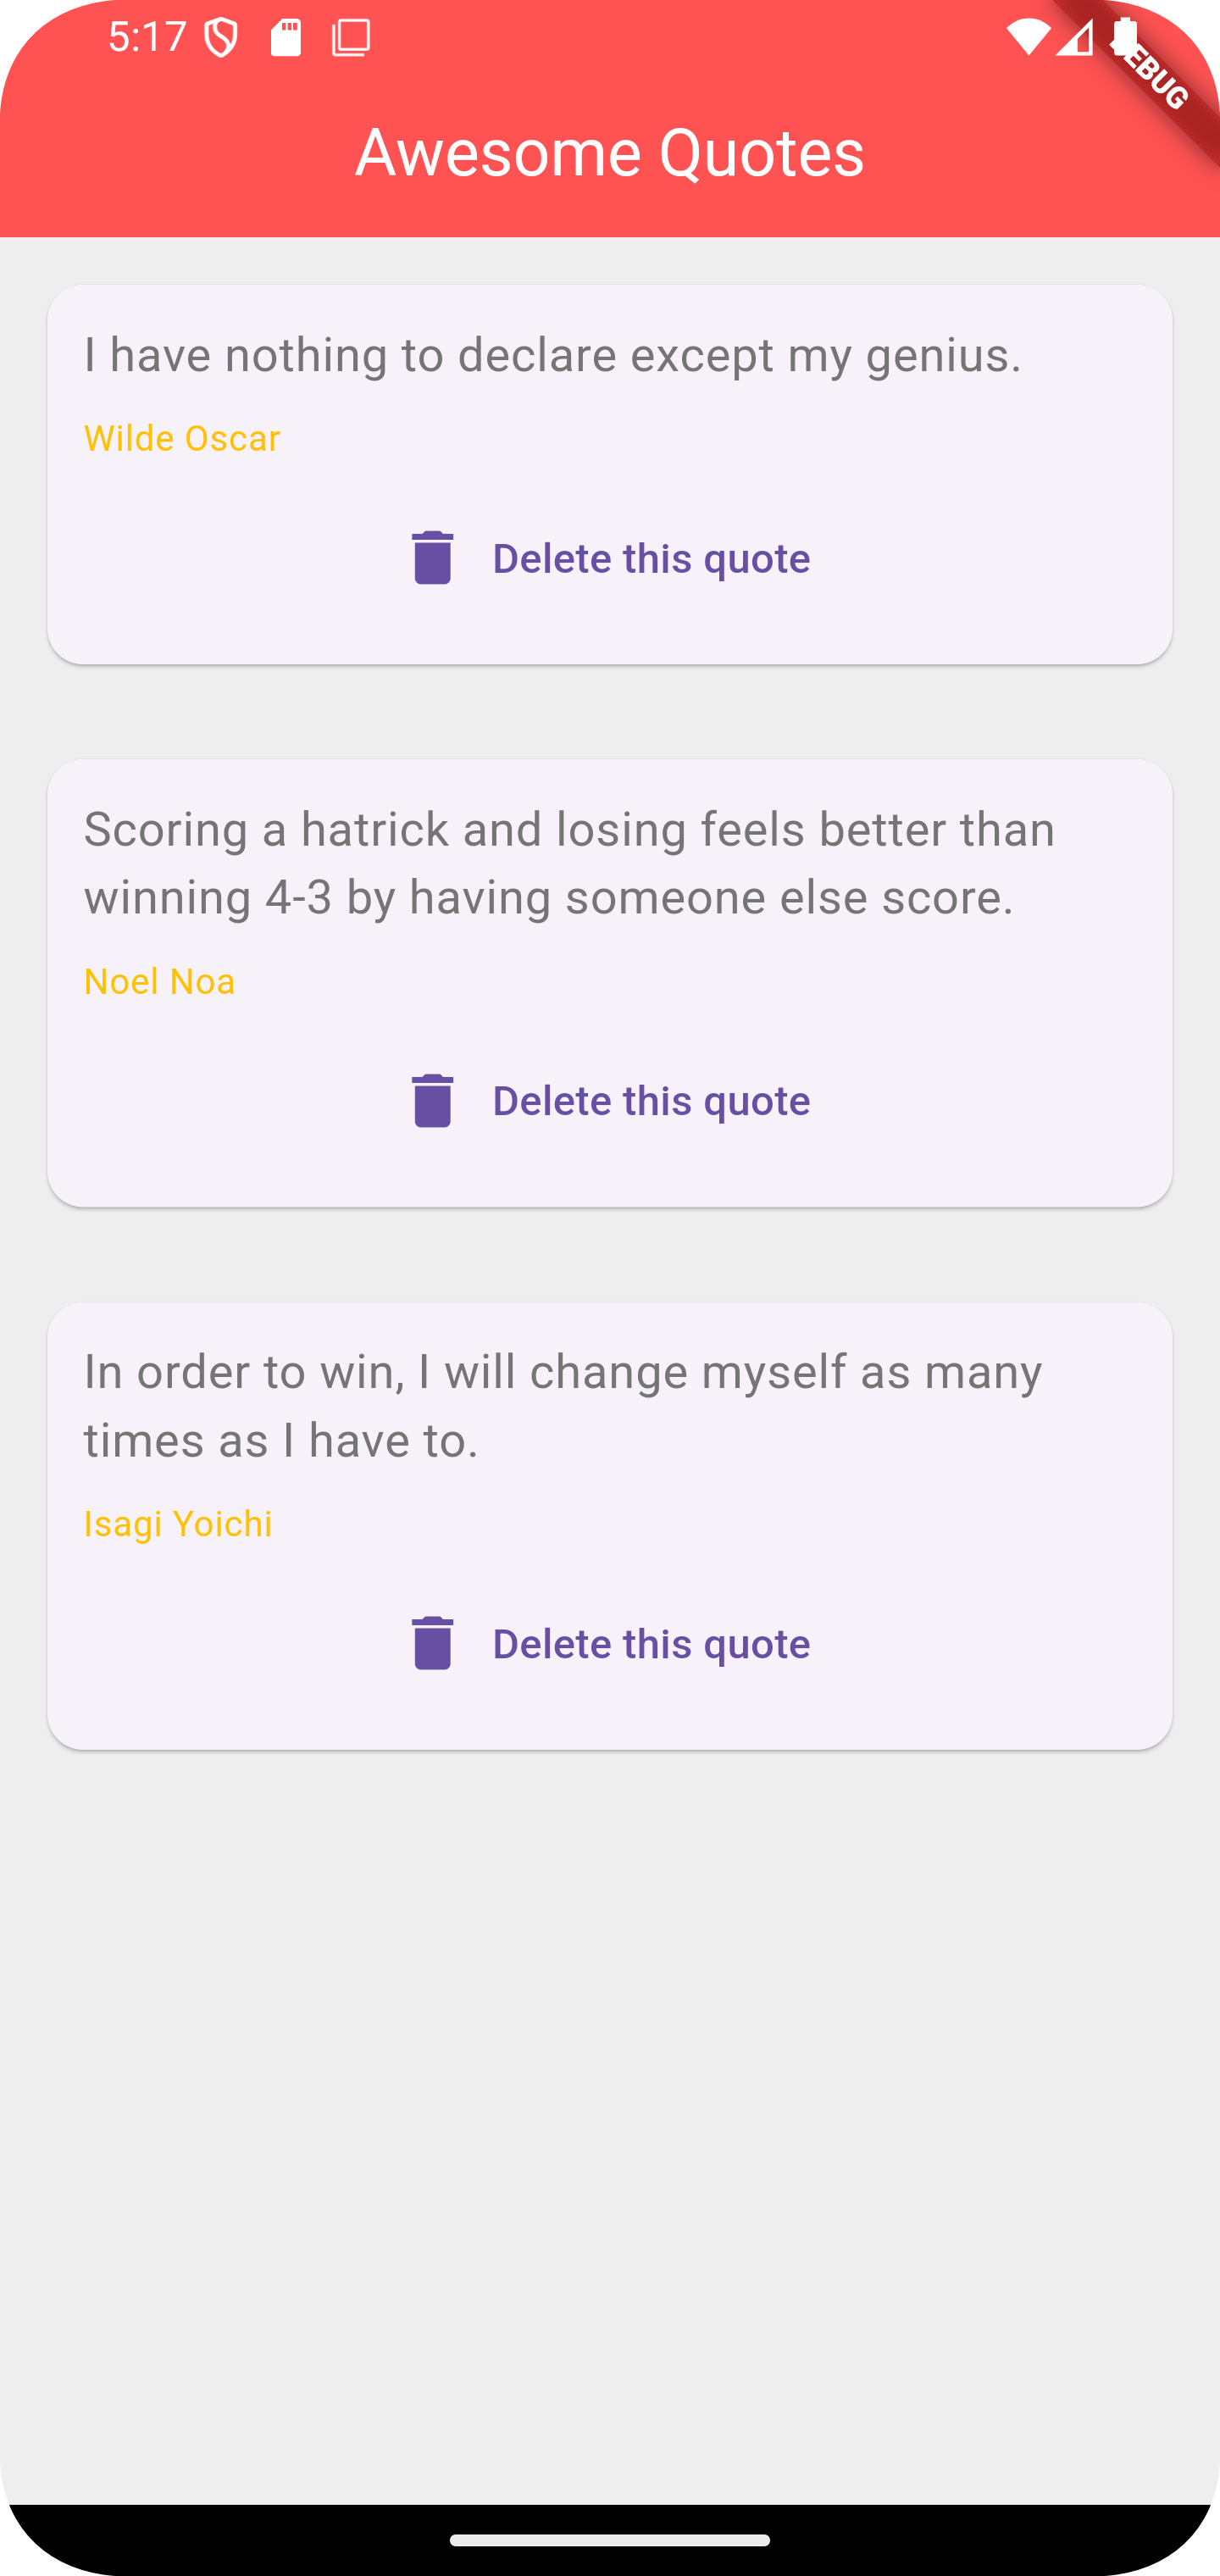 5:17
DEBUG
Awesome Quotes
I have nothing to declare except my genius.
Wilde Oscar
Delete this quote
Scoring a hatrick and losing feels better than
winning 4-3 by having someone else score.
Noel Noa
Delete this quote
In order to win, I will change myself as many
times as I have to.
Isagi Yoichi
Delete this quote